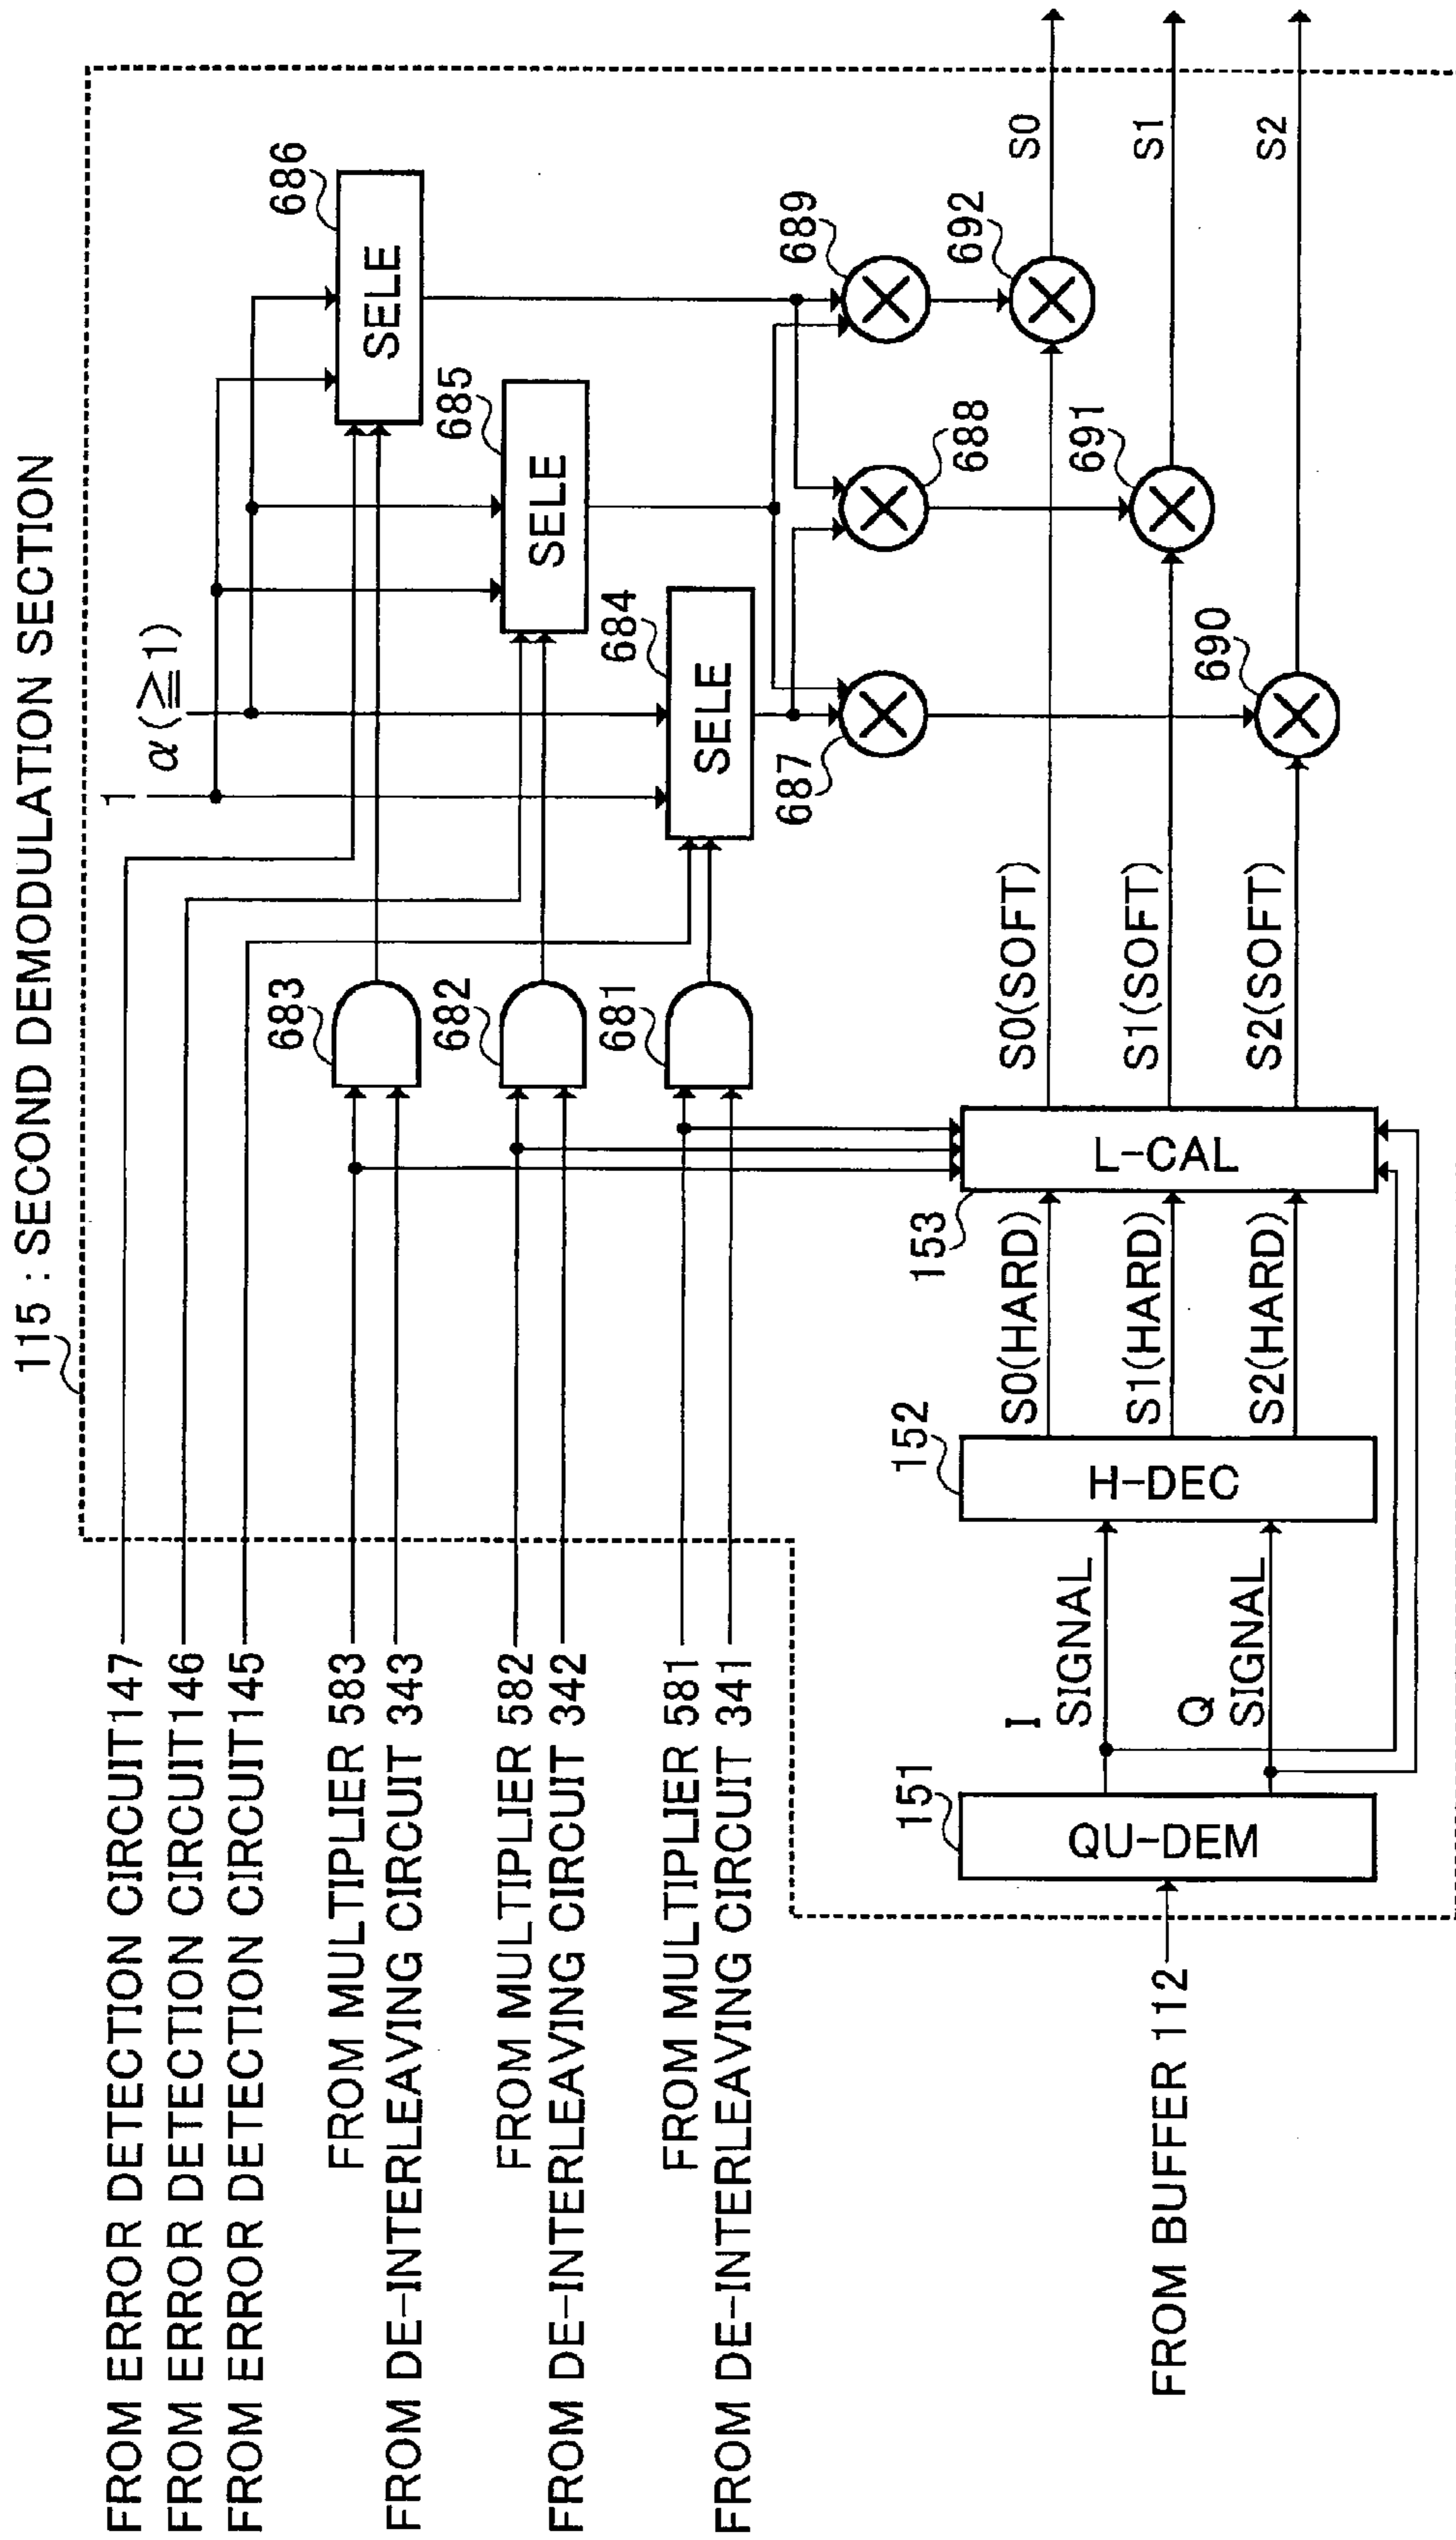 115 : SECOND DEMODULATION SECTION
FROM ERROR DETECTION CIRCUIT147
FROM ERROR DETECTION CIRCUIT146
FROM ERROR DETECTION CIRCUIT145
FROM MULTIPLIER 583
FROM DE-INTERLEAVING CIRCUIT 343
FROM MULTIPLIER 582
FROM DE-INTERLEAVING CIRCUIT 342
FROM MULTIPLIER 581
FROM DE-INTERLEAVING CIRCUIT 341
683
682
681
1
α(≧1)
686
SELE
685
SELE
684
SELE
687
688
689
690
691
692
FROM BUFFER 112
151
QU-DEM
I
SIGNAL
Q
SIGNAL
152
H-DEC
S0(HARD)
S1(HARD)
S2(HARD)
153
L-CAL
S0(SOFT)
S1(SOFT)
S2(SOFT)
S0
S1
S2